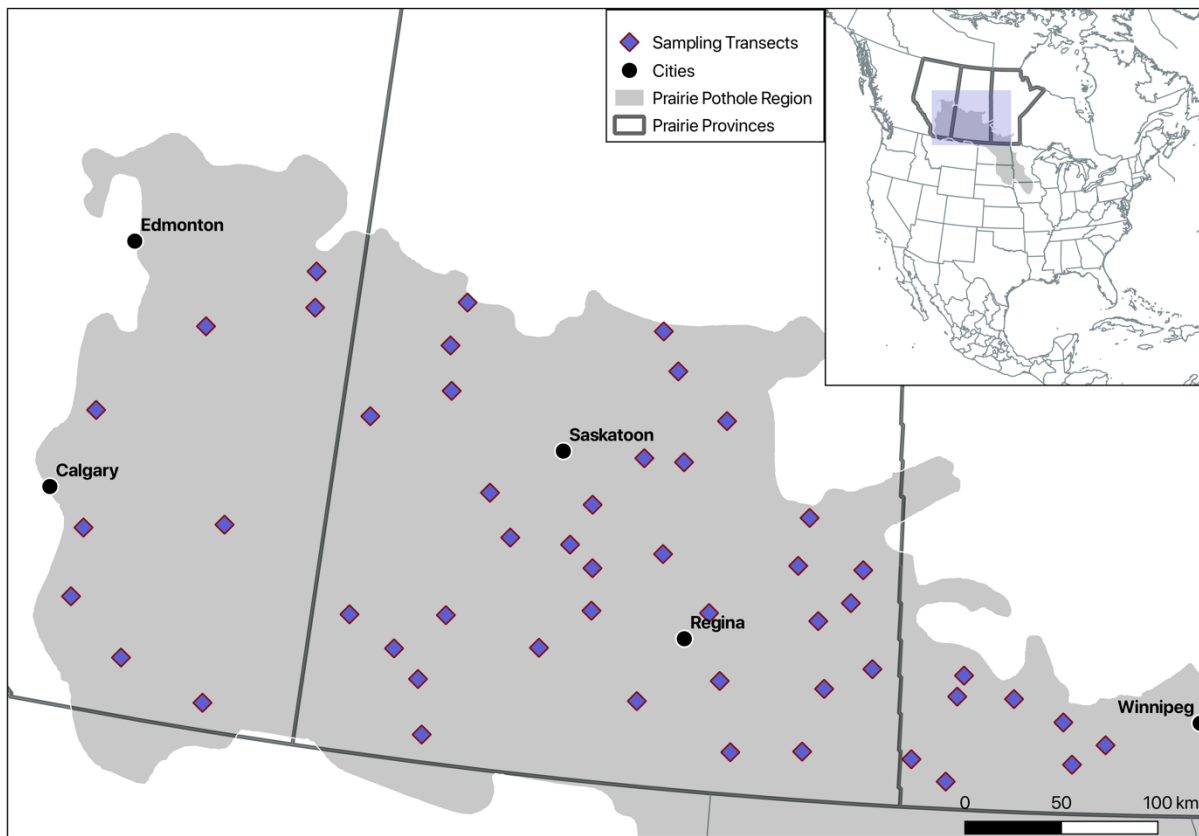 Sampling Transects
Cities
Prairie Pothole Region
Prairie Provinces
Edmonton
Saskatoon
Calgary
Regina
Winnipeg
0 50 100 km